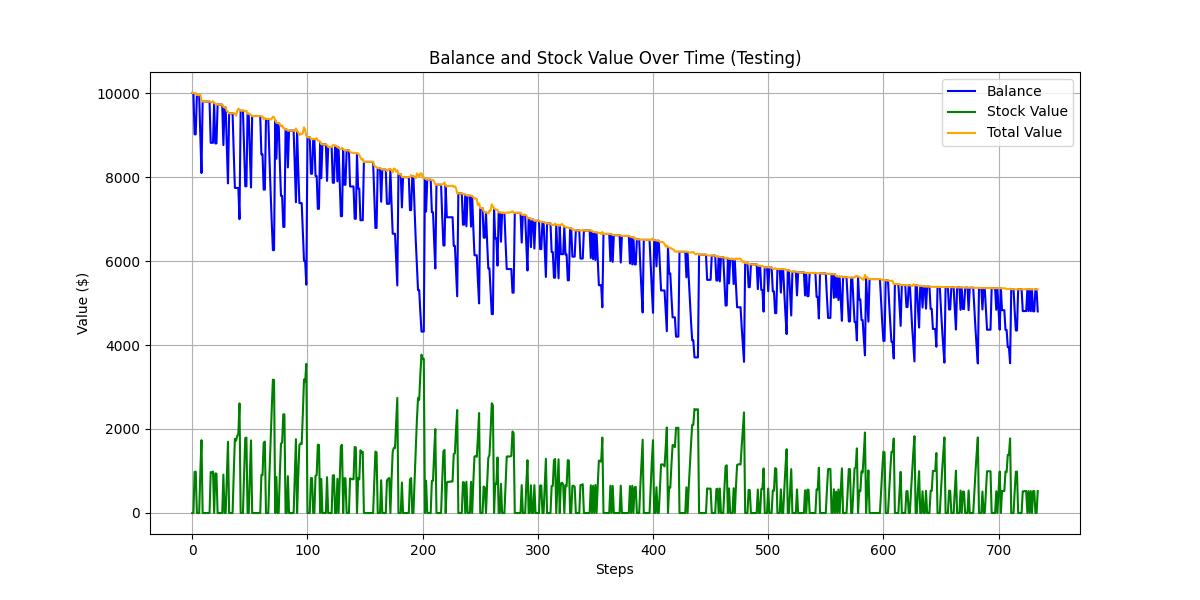 Balance and Stock Value Over Time (Testing)
Balance
Stock Value
Total Value
Value ($)
10000
8000
6000
4000
2000
0
0 100 200 300 400 500 600 700
Steps